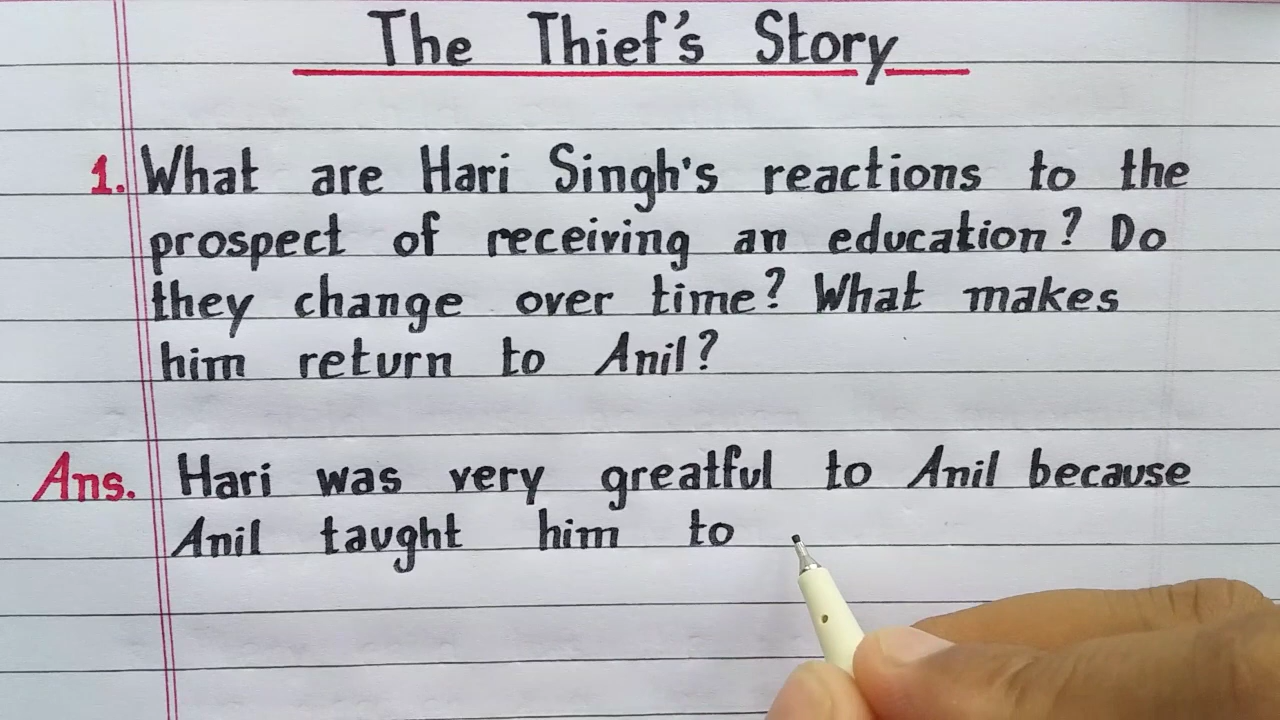 The Thief's Story
1. What are Hari Singh's reactions to the
prospect of receiving an education? Do
they change over time? What makes
him return to Anil?
Ans. Hari was very greatful to Anil because
Anil taught him to